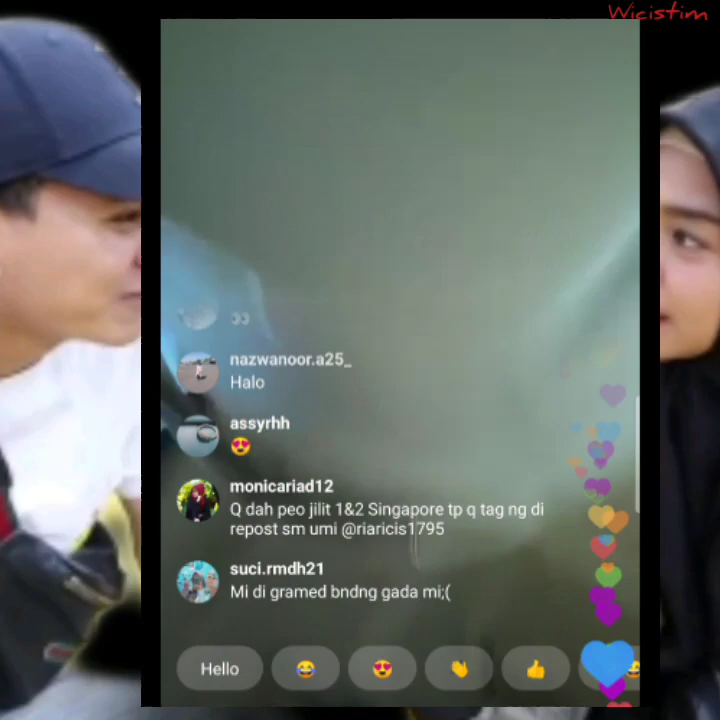 Wicistim
👀
nazwanoor.a25_
Halo
assyrhh
😍
monicariad12
Q dah peo jilit 1&2 Singapore tp q tag ng di
repost sm umi @riaricis1795
suci.rmdh21
Mi di gramed bndng gada mi;(
Hello 😂 😍 👏 👍